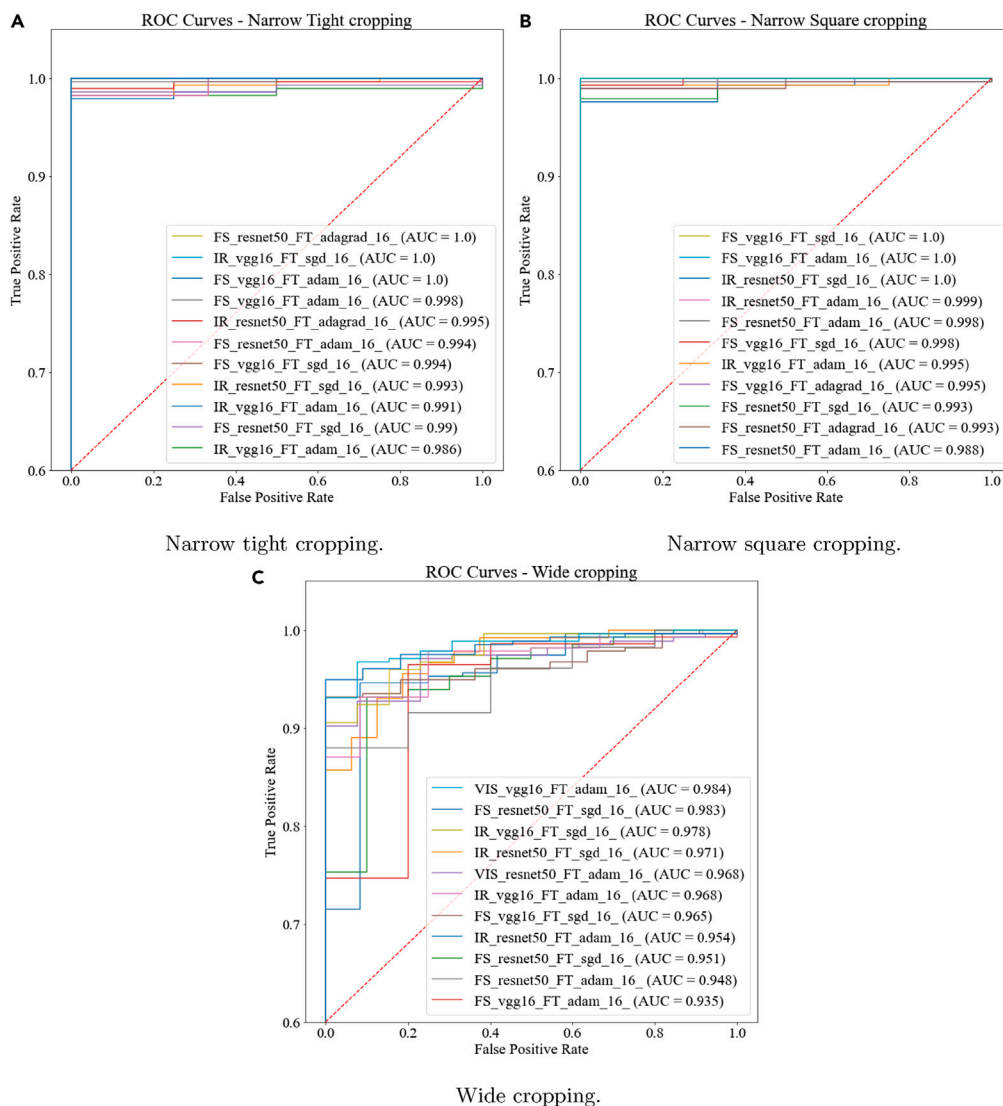 A
ROC Curves - Narrow Tight cropping
1.0
0.9
0.8
0.7
0.6
True Positive Rate
FS_resnet50_FT_adagrad_16_ (AUC = 1.0)
IR_vgg16_FT_sgd_16_ (AUC = 1.0)
FS_vgg16_FT_adam_16_ (AUC = 1.0)
FS_vgg16_FT_adam_16_ (AUC = 0.998)
IR_resnet50_FT_adagrad_16_ (AUC = 0.995)
FS_resnet50_FT_adam_16_ (AUC = 0.994)
FS_vgg16_FT_sgd_16_ (AUC = 0.994)
IR_resnet50_FT_sgd_16_ (AUC = 0.993)
IR_vgg16_FT_adam_16_ (AUC = 0.991)
FS_resnet50_FT_sgd_16_ (AUC = 0.99)
IR_vgg16_FT_adam_16_ (AUC = 0.986)
0.0 0.2 0.4 0.6 0.8 1.0
False Positive Rate
Narrow tight cropping.
B
ROC Curves - Narrow Square cropping
1.0
0.9
0.8
0.7
0.6
True Positive Rate
FS_vgg16_FT_sgd_16_ (AUC = 1.0)
FS_vgg16_FT_adam_16_ (AUC = 1.0)
IR_resnet50_FT_sgd_16_ (AUC = 1.0)
IR_resnet50_FT_adam_16_ (AUC = 0.999)
FS_resnet50_FT_adam_16_ (AUC = 0.998)
FS_vgg16_FT_sgd_16_ (AUC = 0.998)
IR_vgg16_FT_adam_16_ (AUC = 0.995)
FS_vgg16_FT_adagrad_16_ (AUC = 0.995)
FS_resnet50_FT_sgd_16_ (AUC = 0.993)
FS_resnet50_FT_adagrad_16_ (AUC = 0.993)
FS_resnet50_FT_adam_16_ (AUC = 0.988)
0.0 0.2 0.4 0.6 0.8 1.0
False Positive Rate
Narrow square cropping.
C
ROC Curves - Wide cropping
1.0
0.9
0.8
0.7
0.6
True Positive Rate
VIS_vgg16_FT_adam_16_ (AUC = 0.984)
FS_resnet50_FT_sgd_16_ (AUC = 0.983)
IR_vgg16_FT_sgd_16_ (AUC = 0.978)
IR_resnet50_FT_sgd_16_ (AUC = 0.971)
VIS_resnet50_FT_adam_16_ (AUC = 0.968)
IR_vgg16_FT_adam_16_ (AUC = 0.968)
FS_vgg16_FT_sgd_16_ (AUC = 0.965)
IR_resnet50_FT_adam_16_ (AUC = 0.954)
FS_resnet50_FT_sgd_16_ (AUC = 0.951)
FS_resnet50_FT_adam_16_ (AUC = 0.948)
FS_vgg16_FT_adam_16_ (AUC = 0.935)
0.0 0.2 0.4 0.6 0.8 1.0
False Positive Rate
Wide cropping.